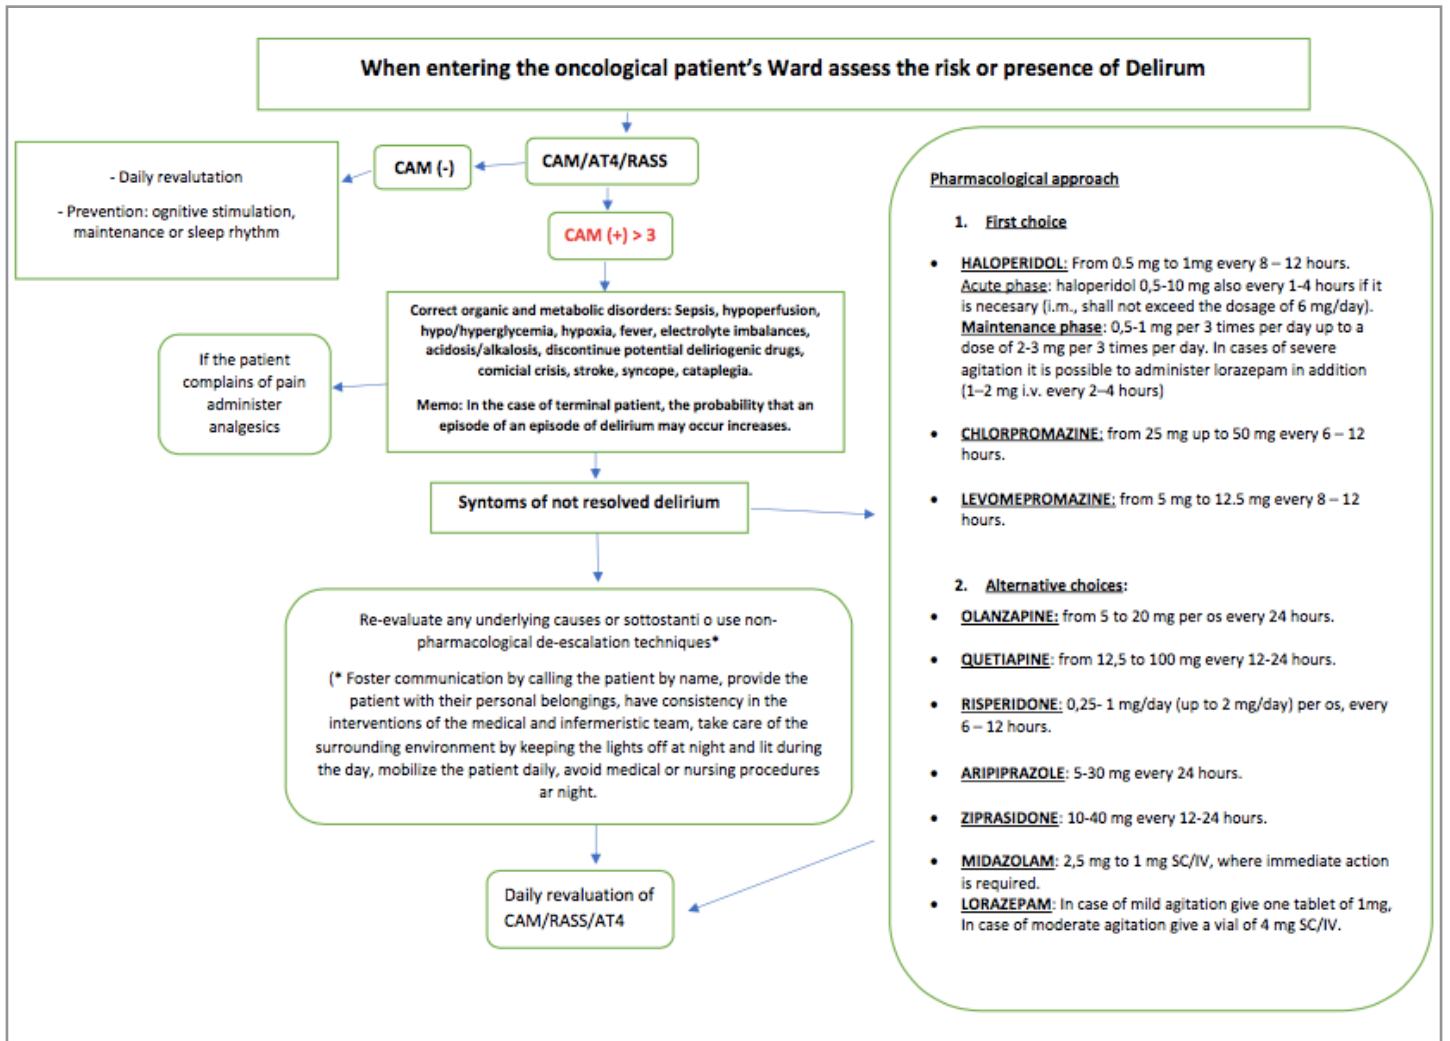 When entering the oncological patient's Ward assess the risk or presence of Delirum
CAM/AT4/RASS
CAM (-)
- Daily revalutation
- Prevention: ognitive stimulation,
maintenance or sleep rhythm
CAM (+) > 3
Correct organic and metabolic disorders: Sepsis, hypoperfusion,
hypo/hyperglycemia, hypoxia, fever, electrolyte imbalances,
acidosis/alkalosis, discontinue potential deliriogenic drugs,
comicial crisis, stroke, syncope, cataplegia.
Memo: In the case of terminal patient, the probability that an
episode of an episode of delirium may occur increases.
If the patient
complains of pain
administer
analgesics
Syntoms of not resolved delirium
Re-evaluate any underlying causes or sottostanti o use non-
pharmacological de-escalation techniques*
(* Foster communication by calling the patient by name, provide the
patient with their personal belongings, have consistency in the
interventions of the medical and infermeristic team, take care of the
surrounding environment by keeping the lights off at night and lit during
the day, mobilize the patient daily, avoid medical or nursing procedures
ar night.
Daily revaluation of
CAM/RASS/AT4
Pharmacological approach
1. First choice
• HALOPERIDOL: From 0.5 mg to 1mg every 8 – 12 hours.
Acute phase: haloperidol 0,5-10 mg also every 1-4 hours if it
is necesary (i.m., shall not exceed the dosage of 6 mg/day).
Maintenance phase: 0,5-1 mg per 3 times per day up to a
dose of 2-3 mg per 3 times per day. In cases of severe
agitation it is possible to administer lorazepam in addition
(1–2 mg i.v. every 2–4 hours)
• CHLORPROMAZINE: from 25 mg up to 50 mg every 6 – 12
hours.
• LEVOMEPROMAZINE: from 5 mg to 12.5 mg every 8 – 12
hours.
2. Alternative choices:
• OLANZAPINE: from 5 to 20 mg per os every 24 hours.
• QUETIAPINE: from 12,5 to 100 mg every 12-24 hours.
• RISPERIDONE: 0,25- 1 mg/day (up to 2 mg/day) per os, every
6 – 12 hours.
• ARIPIPRAZOLE: 5-30 mg every 24 hours.
• ZIPRASIDONE: 10-40 mg every 12-24 hours.
• MIDAZOLAM: 2,5 mg to 1 mg SC/IV, where immediate action
is required.
• LORAZEPAM: In case of mild agitation give one tablet of 1mg,
In case of moderate agitation give a vial of 4 mg SC/IV.